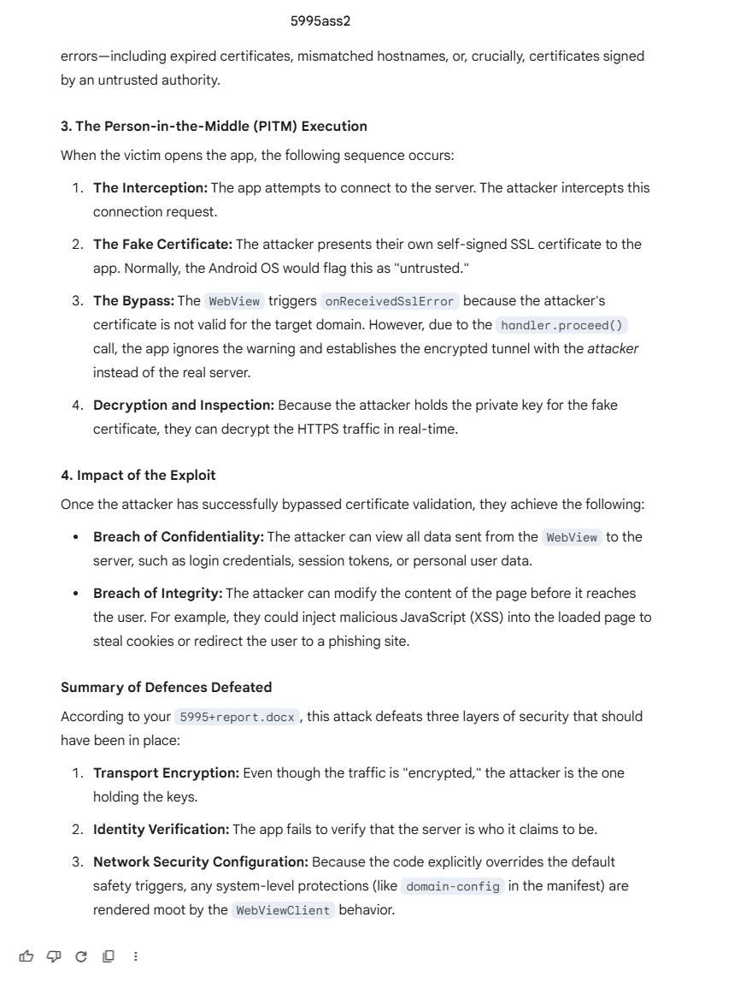 5995ass2
errors—including expired certificates, mismatched hostnames, or, crucially, certificates signed
by an untrusted authority.
3. The Person-in-the-Middle (PITM) Execution
When the victim opens the app, the following sequence occurs:
1. The Interception: The app attempts to connect to the server. The attacker intercepts this
connection request.
2. The Fake Certificate: The attacker presents their own self-signed SSL certificate to the
app. Normally, the Android OS would flag this as "untrusted."
3. The Bypass: The WebView triggers onReceivedSslError because the attacker's
certificate is not valid for the target domain. However, due to the handler.proceed()
call, the app ignores the warning and establishes the encrypted tunnel with the attacker
instead of the real server.
4. Decryption and Inspection: Because the attacker holds the private key for the fake
certificate, they can decrypt the HTTPS traffic in real-time.
4. Impact of the Exploit
Once the attacker has successfully bypassed certificate validation, they achieve the following:
• Breach of Confidentiality: The attacker can view all data sent from the WebView to the
server, such as login credentials, session tokens, or personal user data.
• Breach of Integrity: The attacker can modify the content of the page before it reaches
the user. For example, they could inject malicious JavaScript (XSS) into the loaded page to
steal cookies or redirect the user to a phishing site.
Summary of Defences Defeated
According to your 5995+report.docx, this attack defeats three layers of security that should
have been in place:
1. Transport Encryption: Even though the traffic is "encrypted," the attacker is the one
holding the keys.
2. Identity Verification: The app fails to verify that the server is who it claims to be.
3. Network Security Configuration: Because the code explicitly overrides the default
safety triggers, any system-level protections (like domain-config in the manifest) are
rendered moot by the WebViewClient behavior.